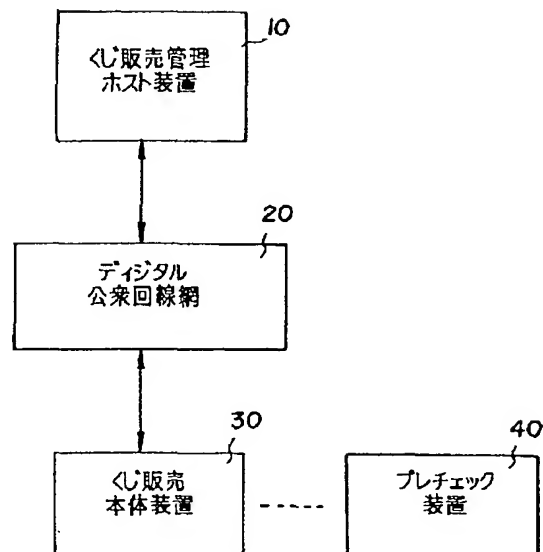 10
くじ販売管理
ホスト装置
20
ディジタル
公衆回線網
30
くじ販売
本体装置
40
プレチェック
装置